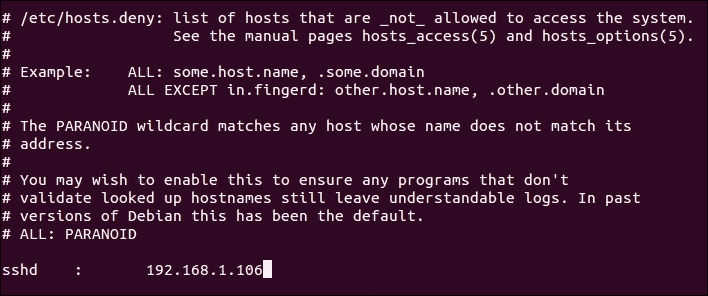 # /etc/hosts.deny: list of hosts that are _not_ allowed to access the system.
#                  See the manual pages hosts_access(5) and hosts_options(5).
#
# Example:    ALL: some.host.name, .some.domain
#             ALL EXCEPT in.fingerd: other.host.name, .other.domain
#
# The PARANOID wildcard matches any host whose name does not match its
# address.
#
# You may wish to enable this to ensure any programs that don't
# validate looked up hostnames still leave understandable logs. In past
# versions of Debian this has been the default.
# ALL: PARANOID
sshd    :       192.168.1.106